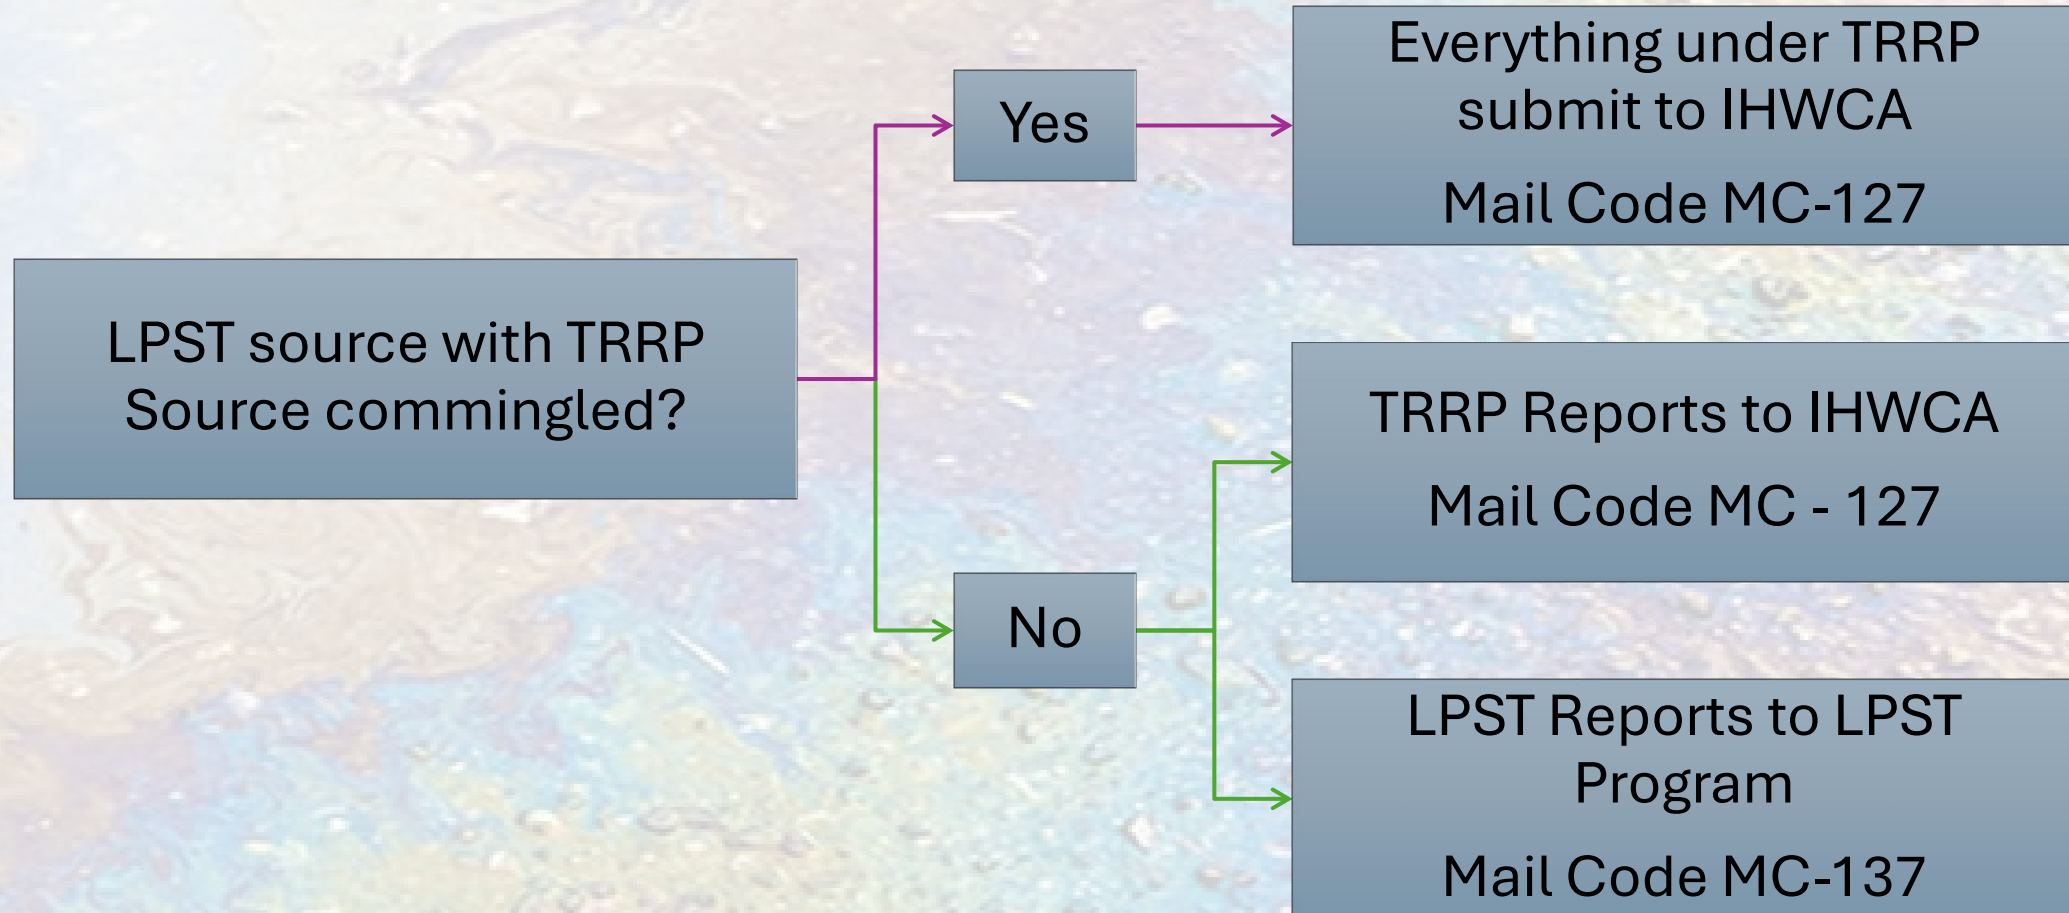 LPST source with TRRP
Source commingled?
Yes
Everything under TRRP
submit to IHWCA
Mail Code MC-127
No
TRRP Reports to IHWCA
Mail Code MC - 127
LPST Reports to LPST
Program
Mail Code MC-137